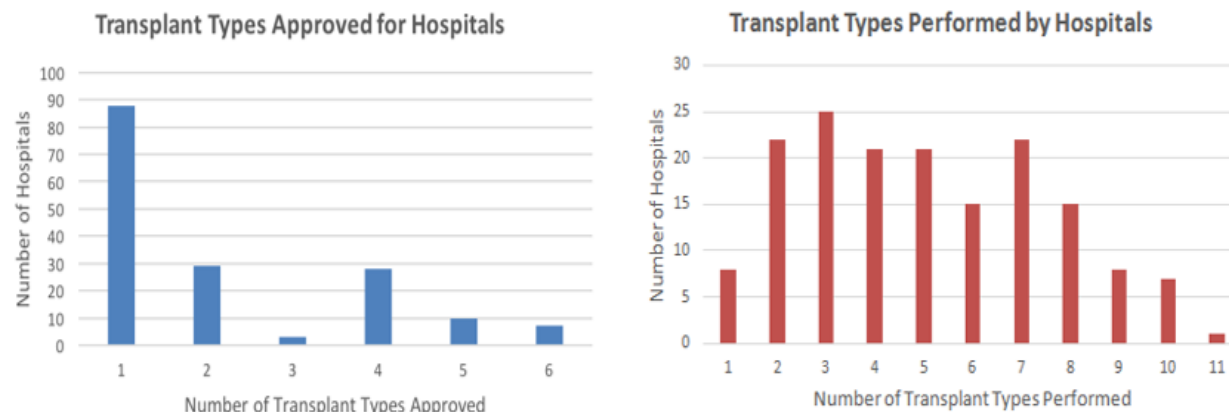 Transplant Types Approved for Hospitals
Number of Hospitals
100
90
80
70
60
50
40
30
20
10
0
1 2 3 4 5 6
Number of Transplant Types Approved
Transplant Types Performed by Hospitals
Number of Hospitals
30
25
20
15
10
5
0
1 2 3 4 5 6 7 8 9 10 11
Number of Transplant Types Performed